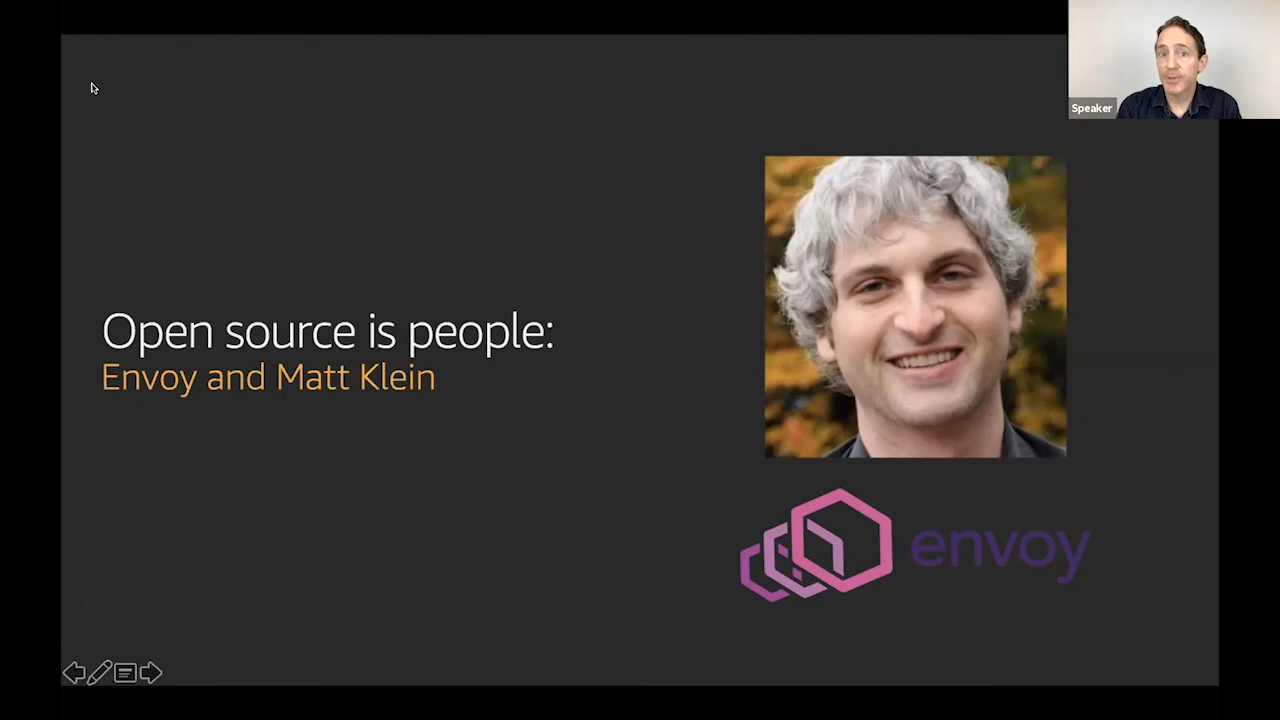 Speaker
Open source is people:
Envoy and Matt Klein
envoy